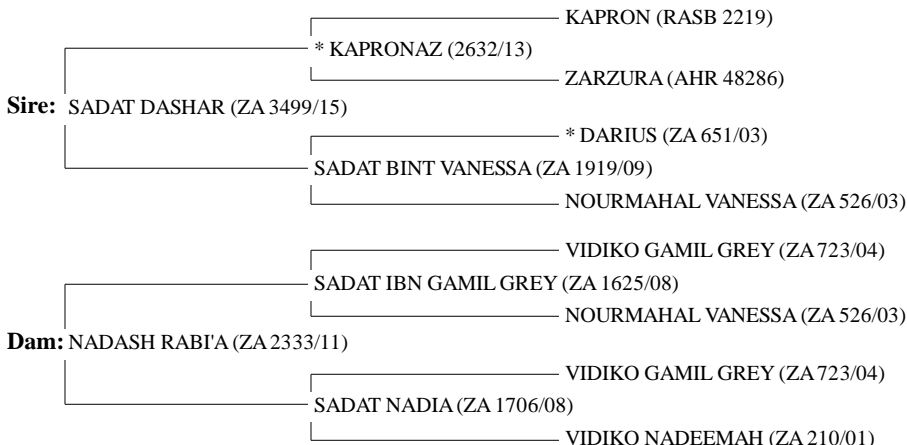 KAPRON (RASB 2219)
* KAPRONAZ (2632/13)
ZARZURA (AHR 48286)
Sire: SADAT DASHAR (ZA 3499/15)
* DARIUS (ZA 651/03)
SADAT BINT VANESSA (ZA 1919/09)
NOURMAHAL VANESSA (ZA 526/03)
VIDIKO GAMIL GREY (ZA 723/04)
SADAT IBN GAMIL GREY (ZA 1625/08)
NOURMAHAL VANESSA (ZA 526/03)
Dam: NADASH RABI'A (ZA 2333/11)
VIDIKO GAMIL GREY (ZA 723/04)
SADAT NADIA (ZA 1706/08)
VIDIKO NADEEMAH (ZA 210/01)